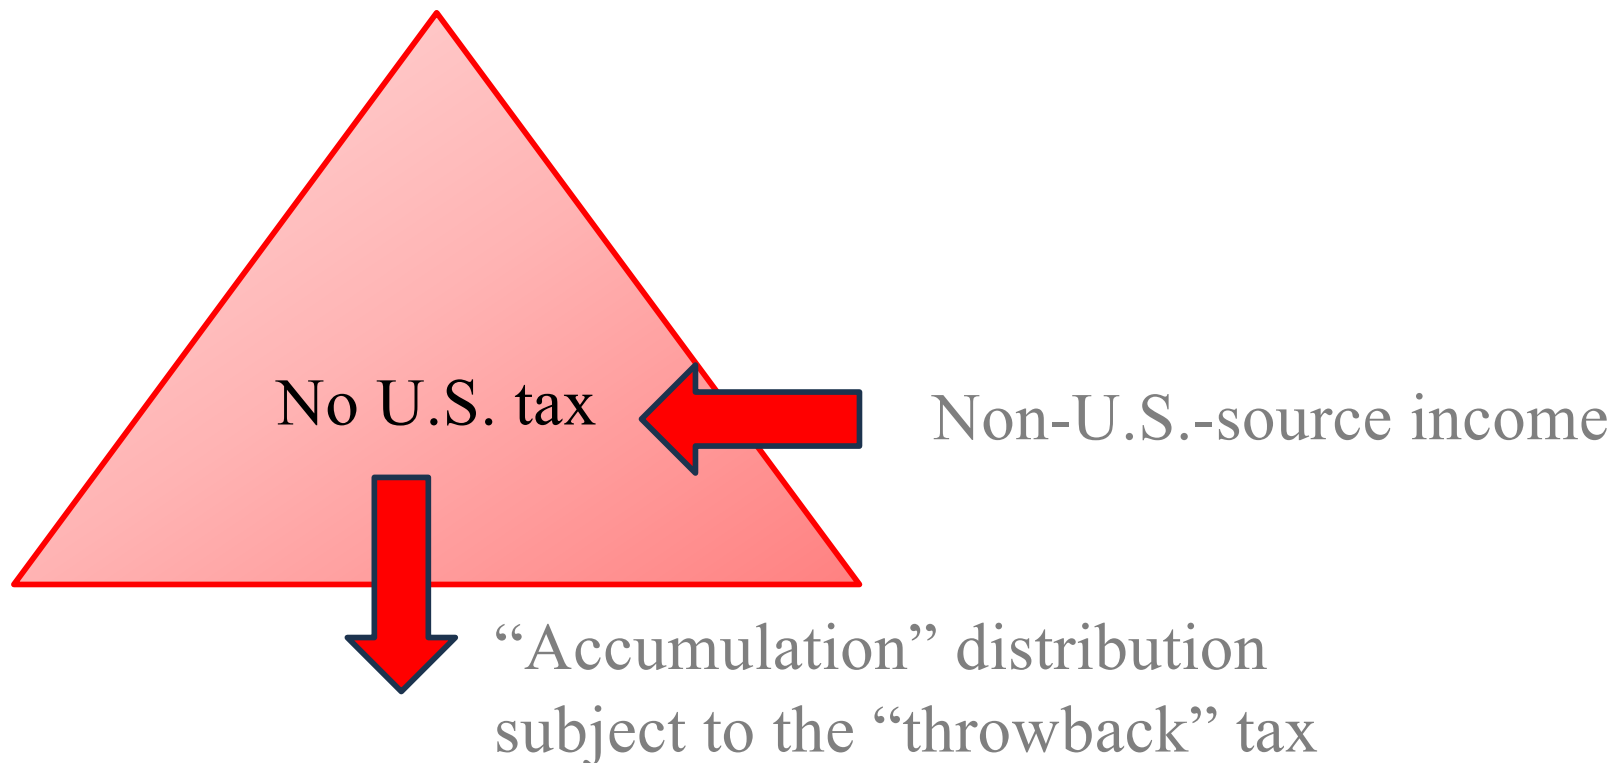 No U.S. tax
Non-U.S.-source income
“Accumulation” distribution
subject to the “throwback” tax